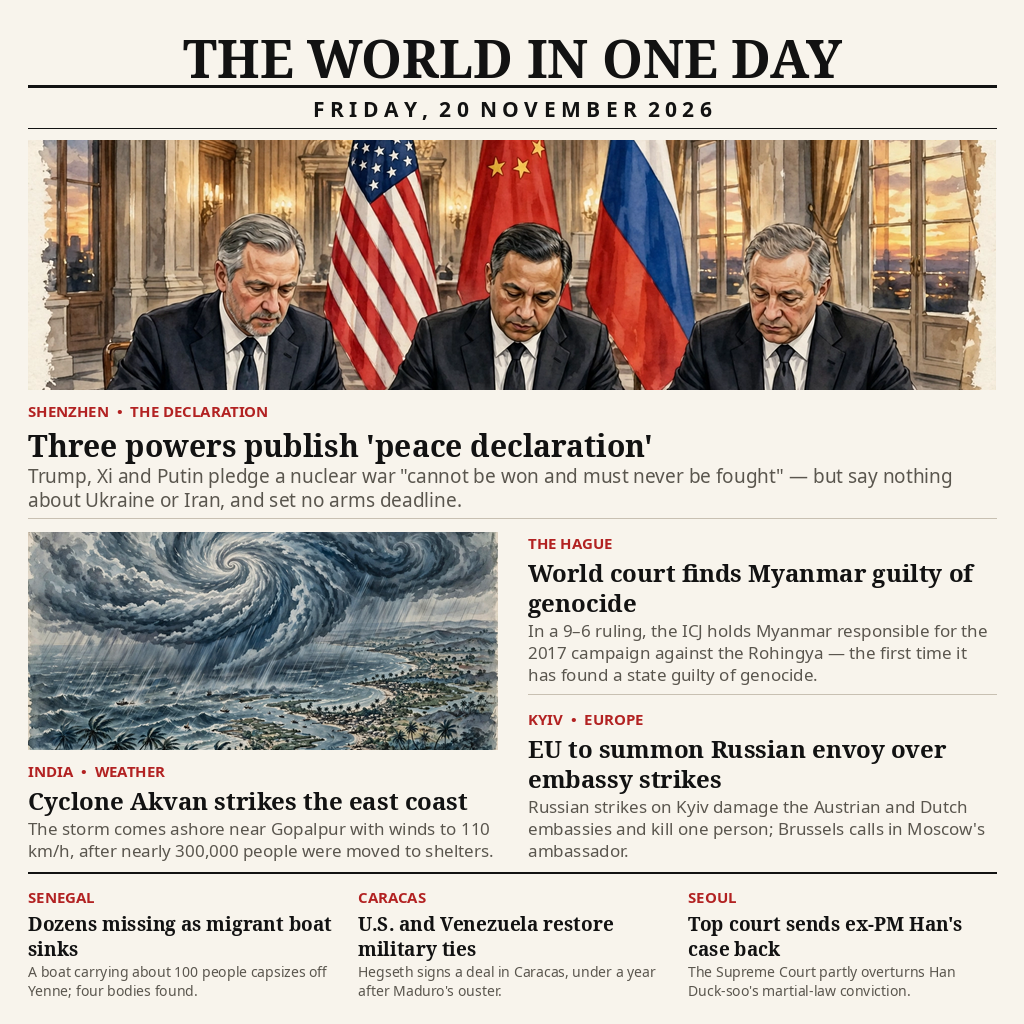 THE WORLD IN ONE DAY
FRIDAY, 20 NOVEMBER 2026
SHENZHEN • THE DECLARATION
Three powers publish 'peace declaration'
Trump, Xi and Putin pledge a nuclear war "cannot be won and must never be fought" — but say nothing
about Ukraine or Iran, and set no arms deadline.
INDIA • WEATHER
Cyclone Akvan strikes the east coast
The storm comes ashore near Gopalpur with winds to 110
km/h, after nearly 300,000 people were moved to shelters.
THE HAGUE
World court finds Myanmar guilty of
genocide
In a 9–6 ruling, the ICJ holds Myanmar responsible for the
2017 campaign against the Rohingya — the first time it
has found a state guilty of genocide.
KYIV • EUROPE
EU to summon Russian envoy over
embassy strikes
Russian strikes on Kyiv damage the Austrian and Dutch
embassies and kill one person; Brussels calls in Moscow's
ambassador.
SENEGAL
Dozens missing as migrant boat
sinks
A boat carrying about 100 people capsizes off
Yenne; four bodies found.
CARACAS
U.S. and Venezuela restore
military ties
Hegseth signs a deal in Caracas, under a year
after Maduro's ouster.
SEOUL
Top court sends ex-PM Han's
case back
The Supreme Court partly overturns Han
Duck-soo's martial-law conviction.